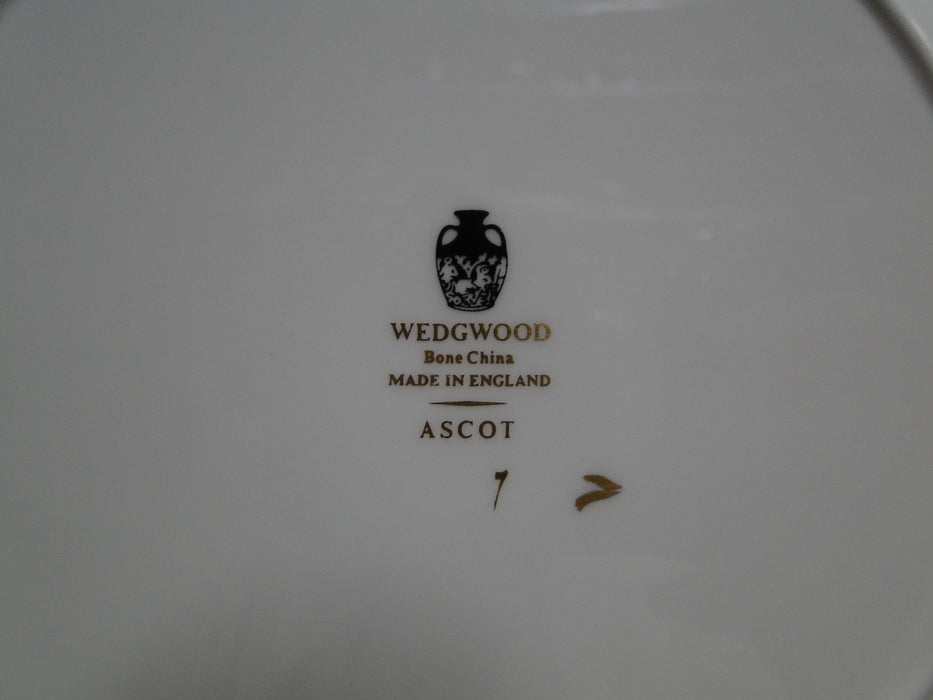 WEDGWOOD
Bone China
MADE IN ENGLAND
ASCOT